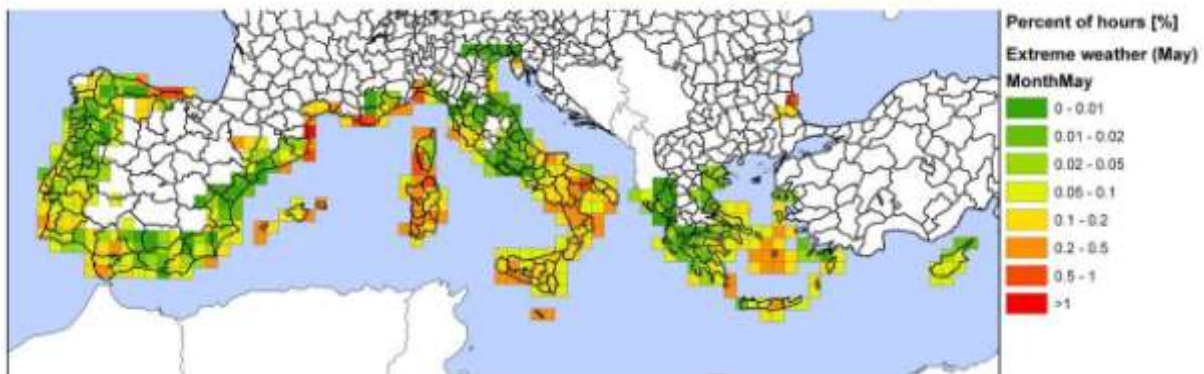 Percent of hours [%]
Extreme weather (May)
MonthMay
0 - 0.01
0.01 - 0.02
0.02 - 0.05
0.05 - 0.1
0.1 - 0.2
0.2 - 0.5
0.5 - 1
>1